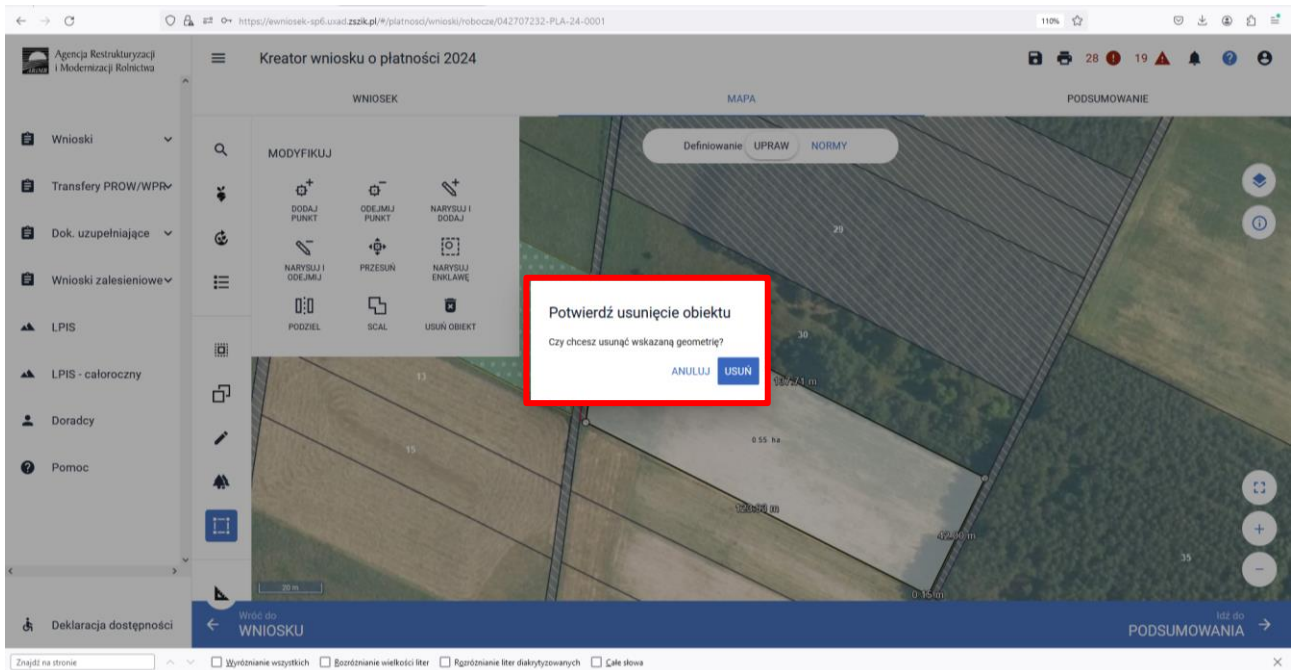 https://ewniosek-sp6.uxad.zszik.pl/#/platnosci/wnioski/robocze/042707232-PLA-24-0001
110%
Agencja Restrukturyzacji
i Modernizacji Rolnictwa
Kreator wniosku o płatności 2024
28
19
WNIOSEK
MAPA
PODSUMOWANIE
Wnioski
Transfery PROW/WPR
Dok. uzupełniające
Wnioski zalesieniowe
LPIS
LPIS - całoroczny
Doradcy
Pomoc
Deklaracja dostępności
MODYFIKUJ
DODAJ
PUNKT
ODEJMIJ
PUNKT
NARYSUJ I
DODAJ
NARYSUJ I
ODEJMIJ
PRZESUŃ
NARYSUJ
ENKLAWĘ
PODZIEL
SCAL
USUŃ OBIEKT
Definiowanie UPRAW NORMY
29
30
13
15
35
Potwierdź usunięcie obiektu
Czy chcesz usunąć wskazaną geometrię?
ANULUJ USUŃ
0.55 ha
0.15 m
20 m
Wróć do
WNIOSKU
Idź do
PODSUMOWANIA
Znajdź na stronie
Wyróżnianie wszystkich
Rozróżnianie wielkości liter
Rozróżnianie liter diakrytyzowanych
Całe słowa